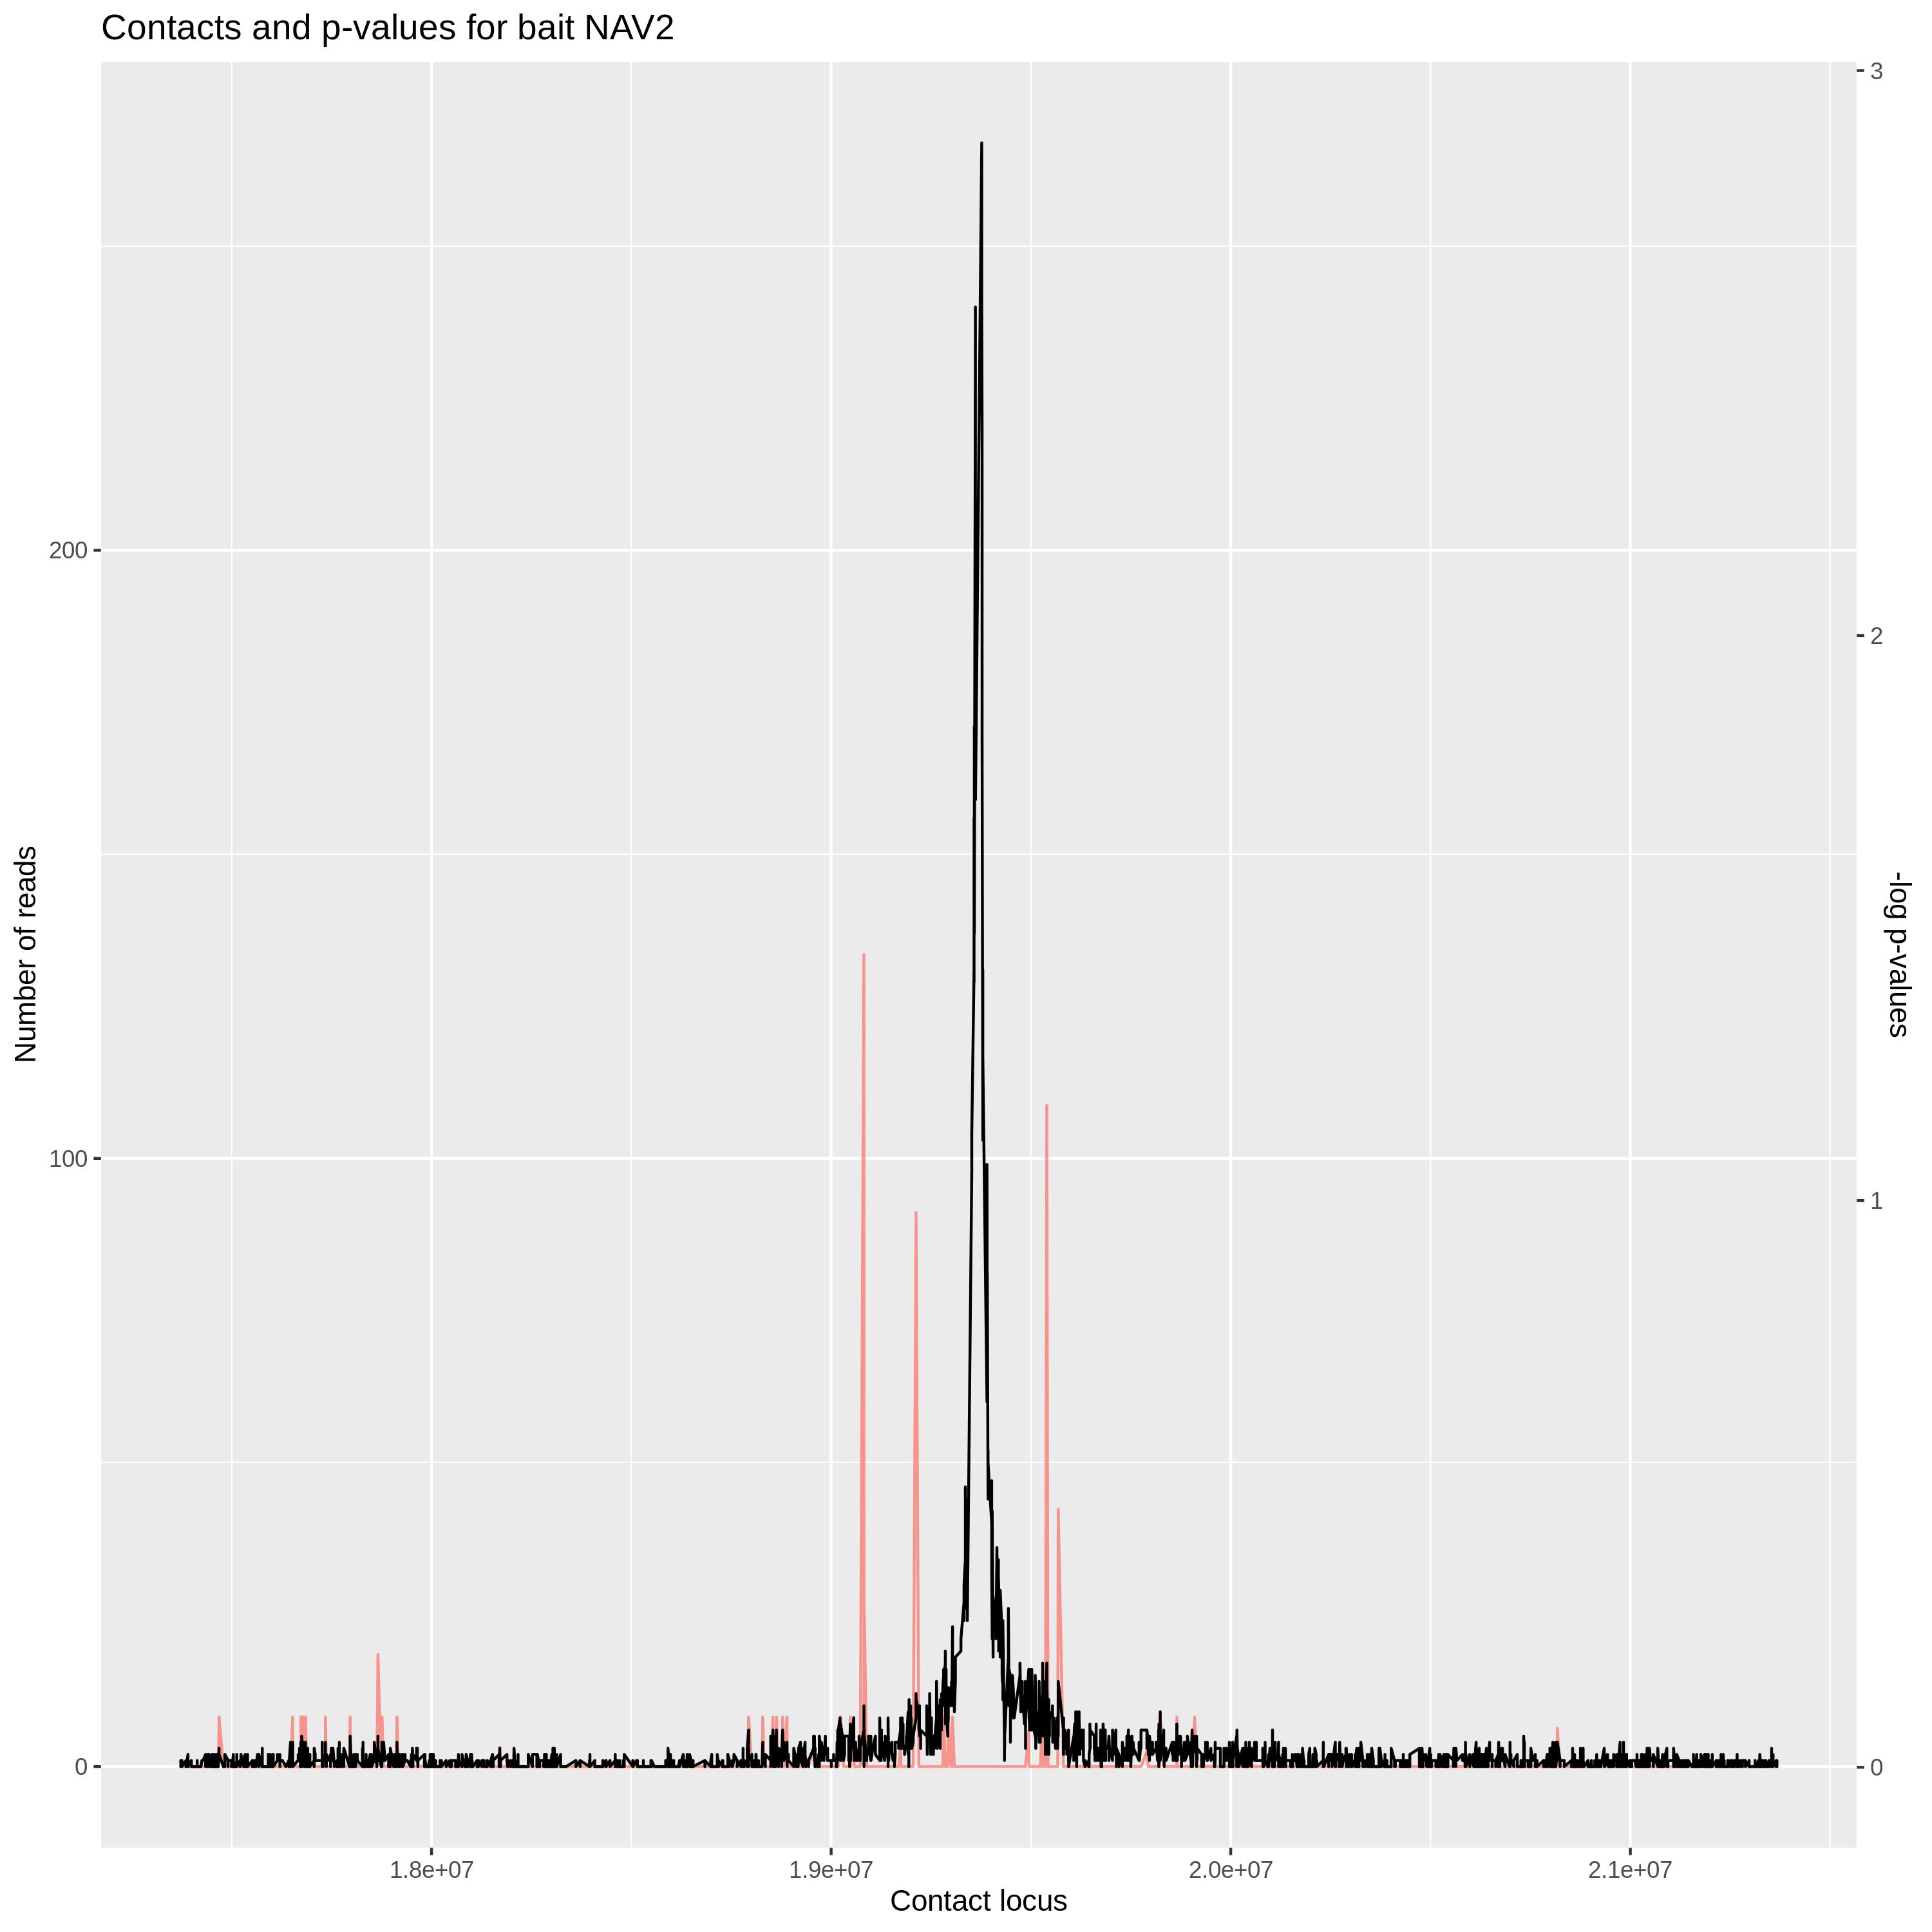 Contacts and p-values for bait NAV2
3
200
2
Number of reads
-log p-values
100
1
0
0
1.8e+07
1.9e+07
2.0e+07
2.1e+07
Contact locus